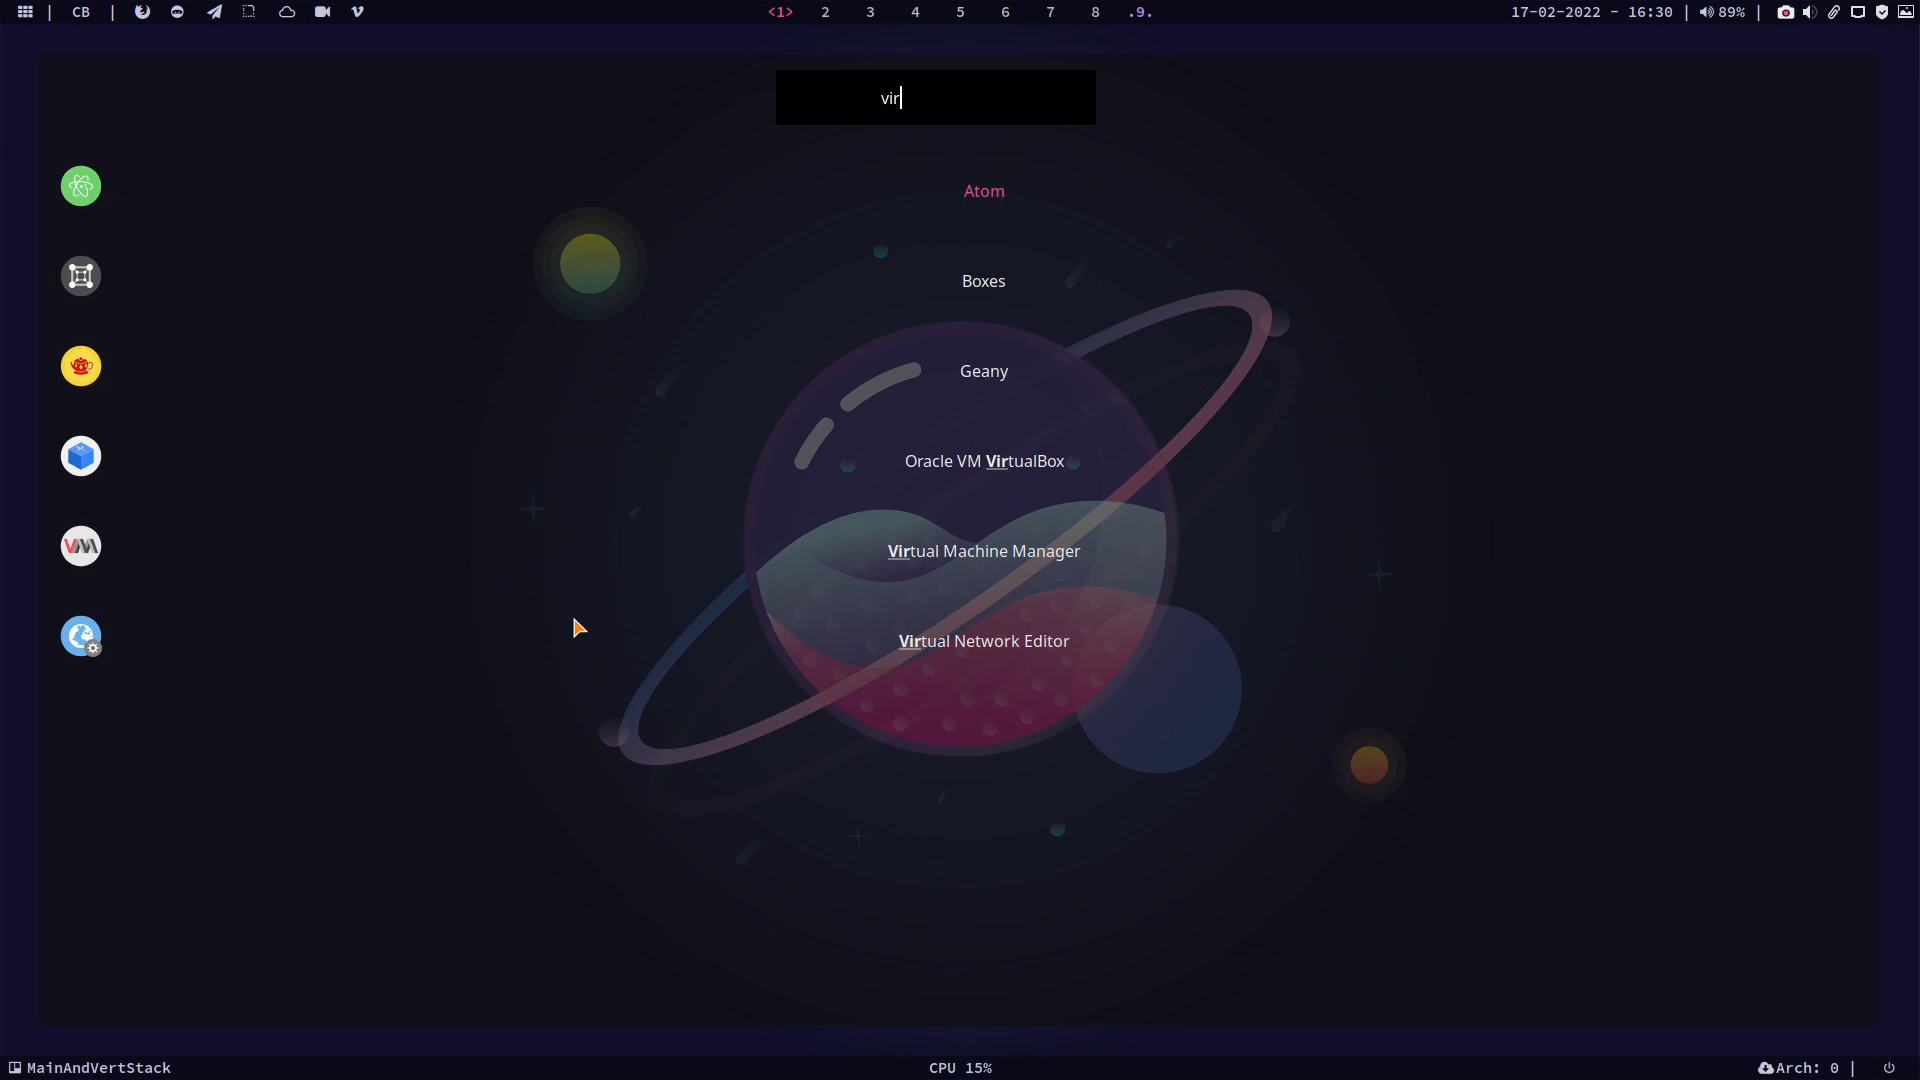 | CB | <1> 2 3 4 5 6 7 8 .9. 17-02-2022 - 16:30 | 89% |
vir
Atom
Boxes
Geany
Oracle VM VirtualBox
Virtual Machine Manager
Virtual Network Editor
MainAndVertStack CPU 15% Arch: 0 |